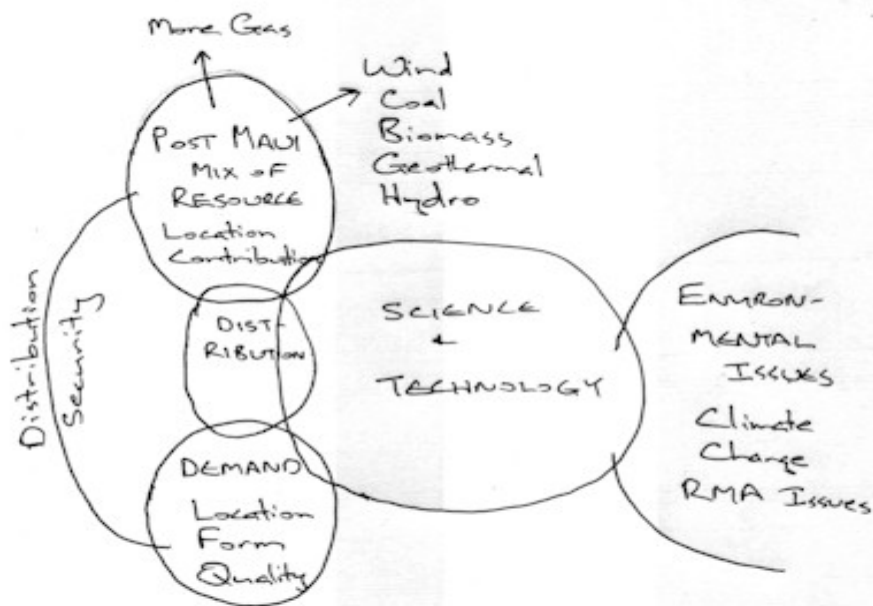 More Gas
Wind
Coal
Biomass
Geothermal
Hydro
POST MAUI
MIX OF
RESOURCE
Location
Contribution
Distribution
Security
DIST-
RIBUTION
SCIENCE
+
TECHNOLOGY
ENVIRON-
MENTAL
ISSUES
Climate
Change
RMA ISSUES
DEMAND
Location
Form
Quality